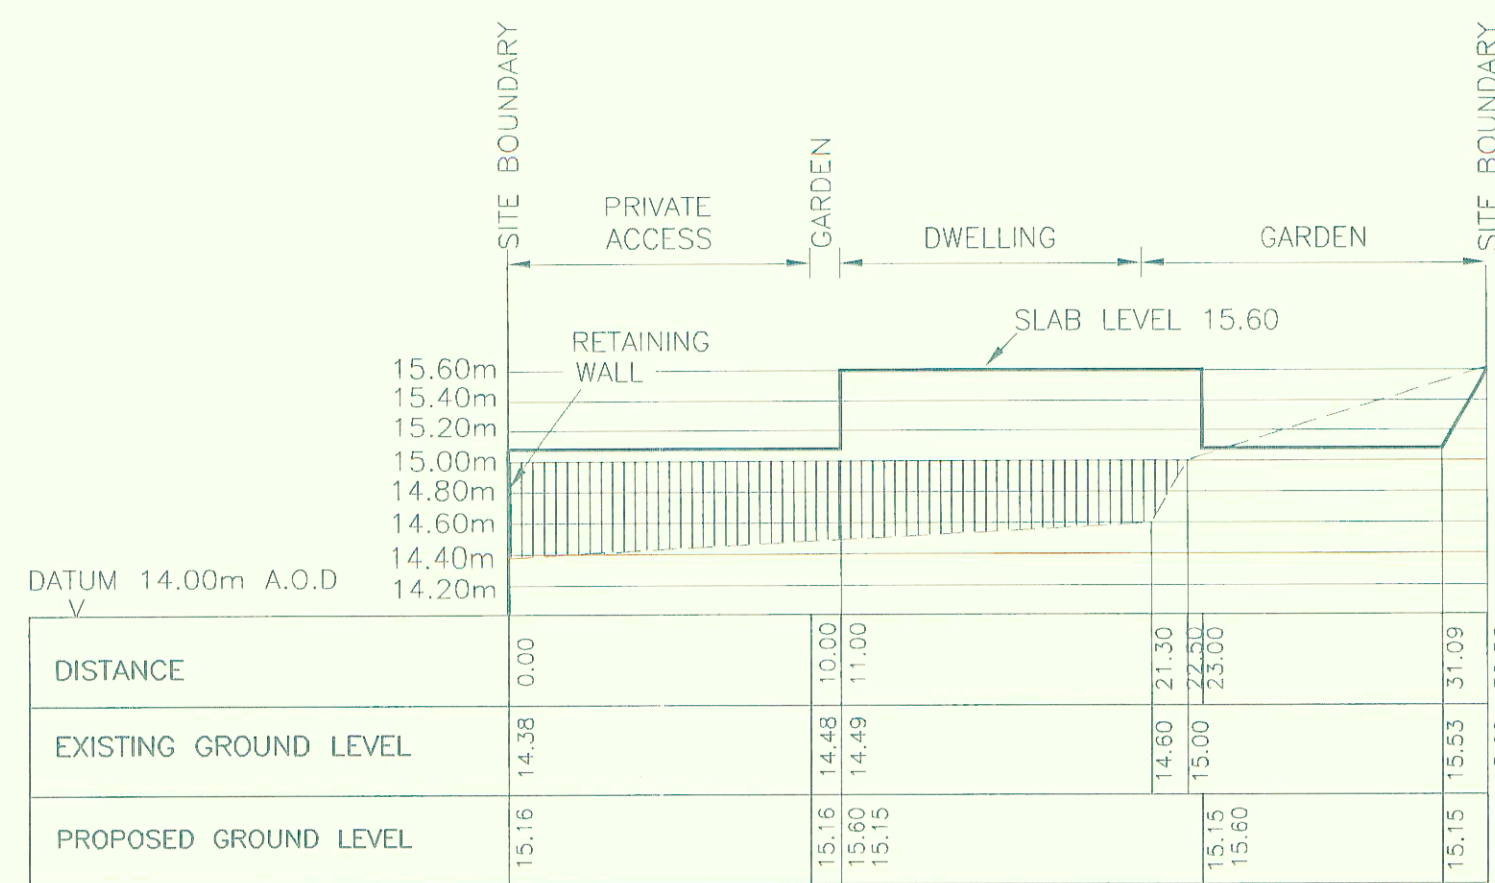 SITE BOUNDARY
PRIVATE
ACCESS
GARDEN
DWELLING
GARDEN
SITE BOUNDARY
SLAB LEVEL 15.60
RETAINING
WALL
15.60m
15.40m
15.20m
15.00m
14.80m
14.60m
14.40m
14.20m
DATUM 14.00m A.O.D
DISTANCE
0.00
10.00
11.00
21.30
22.50
23.00
31.09
EXISTING GROUND LEVEL
14.38
14.48
14.49
14.60
15.00
15.53
PROPOSED GROUND LEVEL
15.16
15.16
15.60
15.15
15.15
15.60
15.15